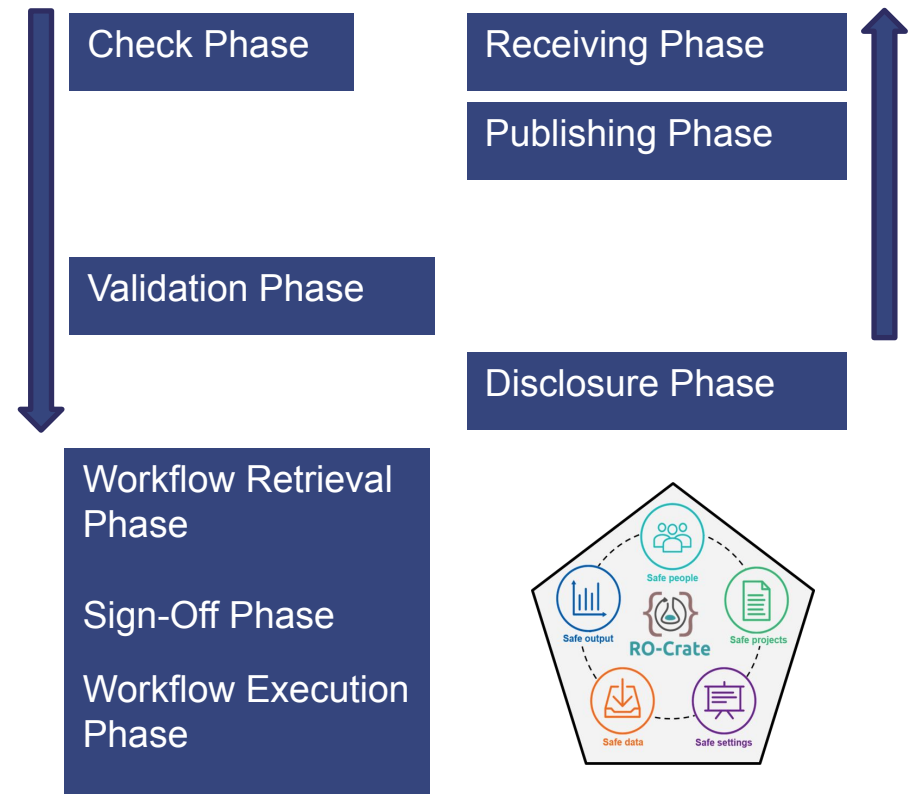 Check Phase
Receiving Phase
Publishing Phase
Validation Phase
Disclosure Phase
Workflow Retrieval
Phase
Sign-Off Phase
Workflow Execution
Phase
Safe people
Safe output
RO-Crate
Safe projects
Safe data
Safe settings